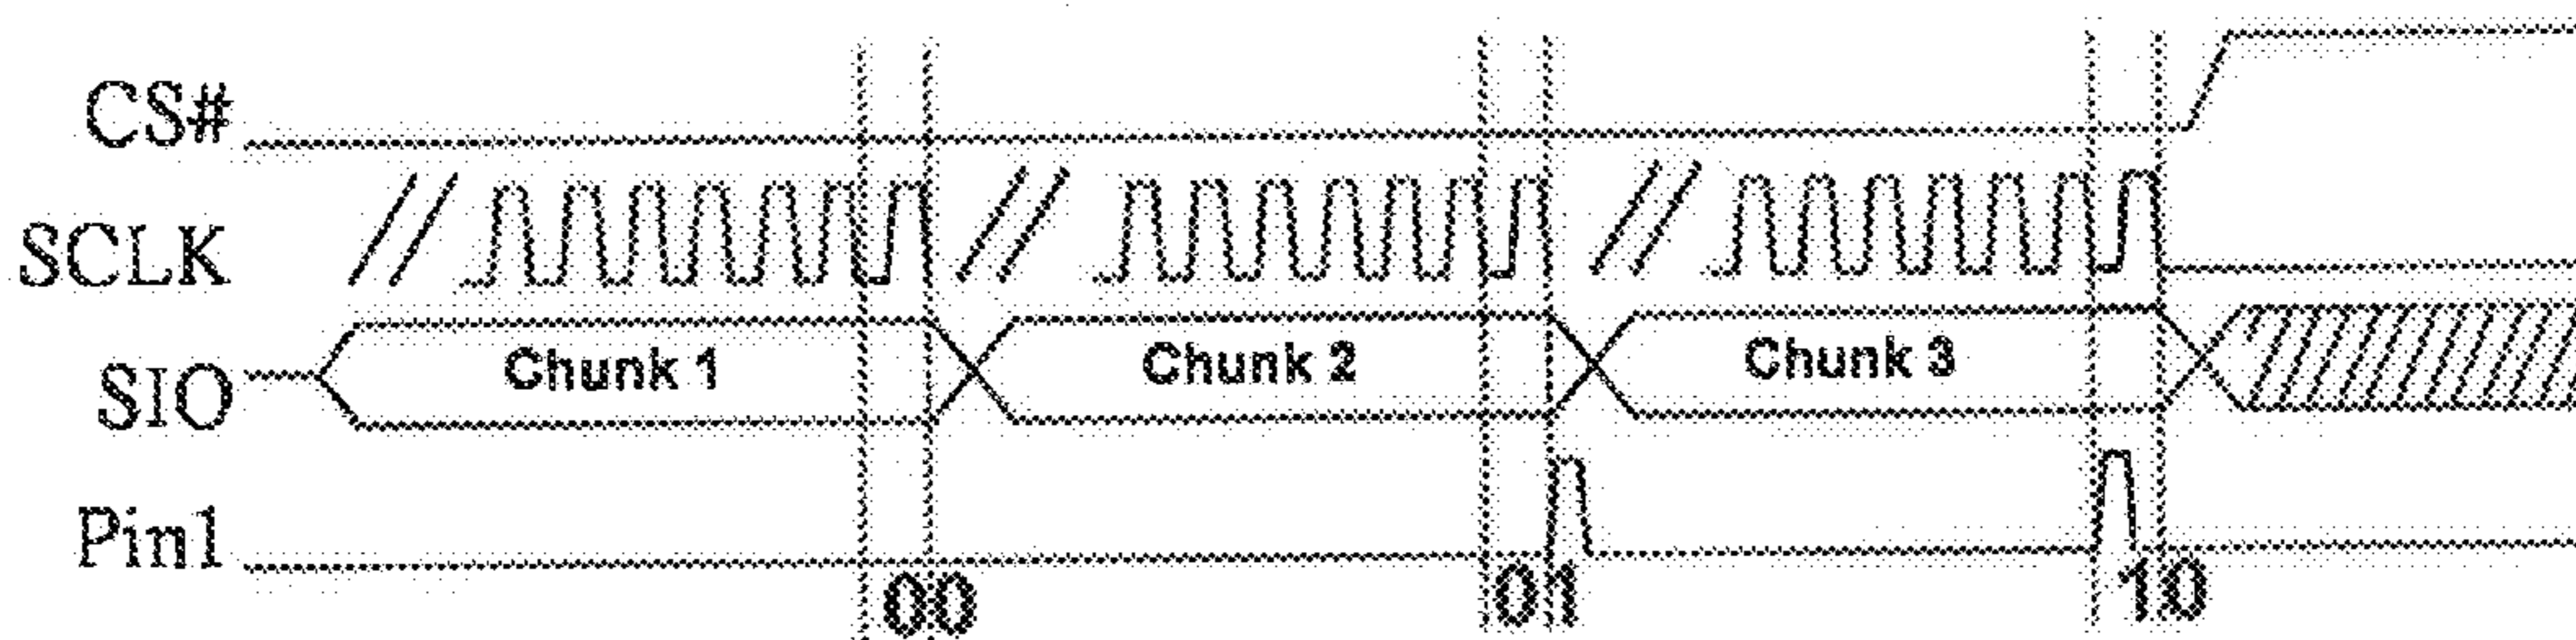 CS#
SCLK
SIO Chunk 1 Chunk 2 Chunk 3
Pin1
00 01 10